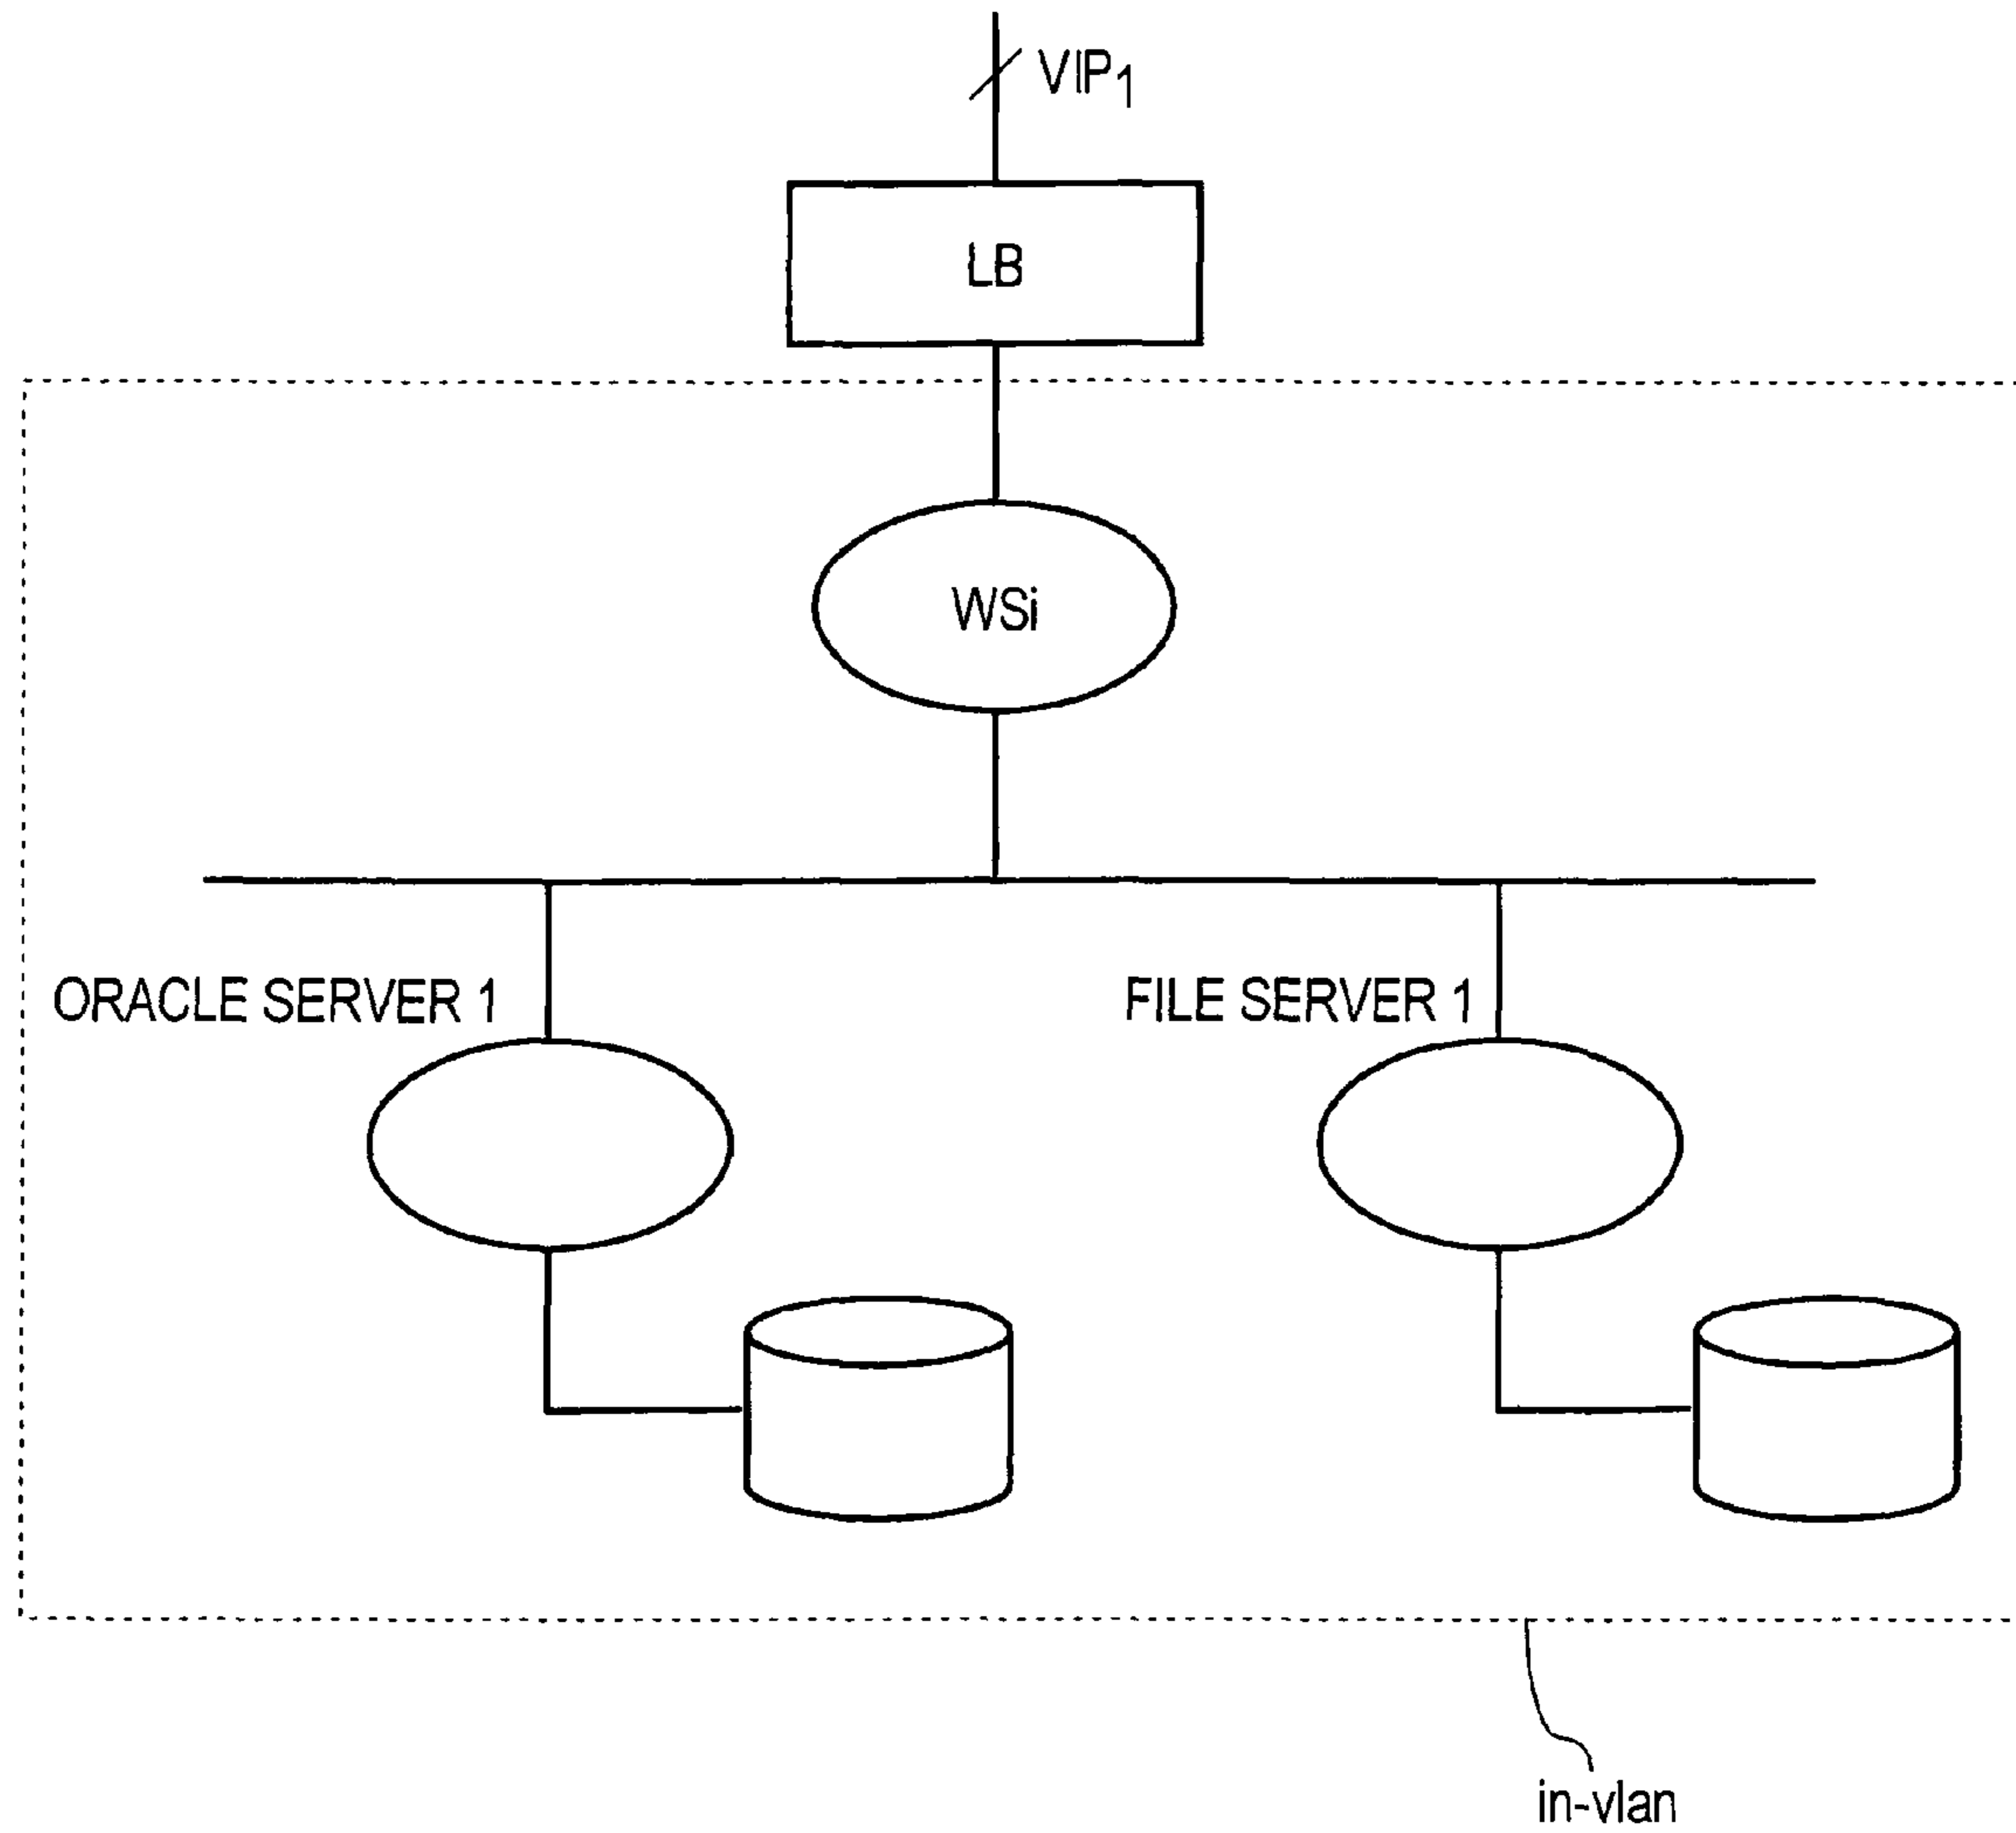 VIP1
LB
WSi
ORACLE SERVER 1
FILE SERVER 1
in-vlan